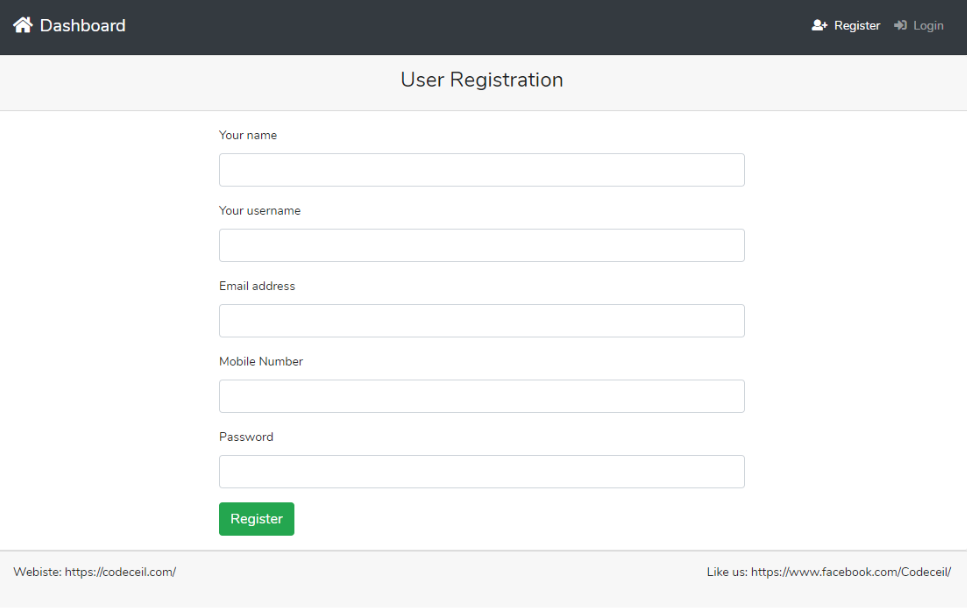 Dashboard
Register
Login
User Registration
Your name
Your username
Email address
Mobile Number
Password
Register
Webiste: https://codeceil.com/
Like us: https://www.facebook.com/Codeceil/